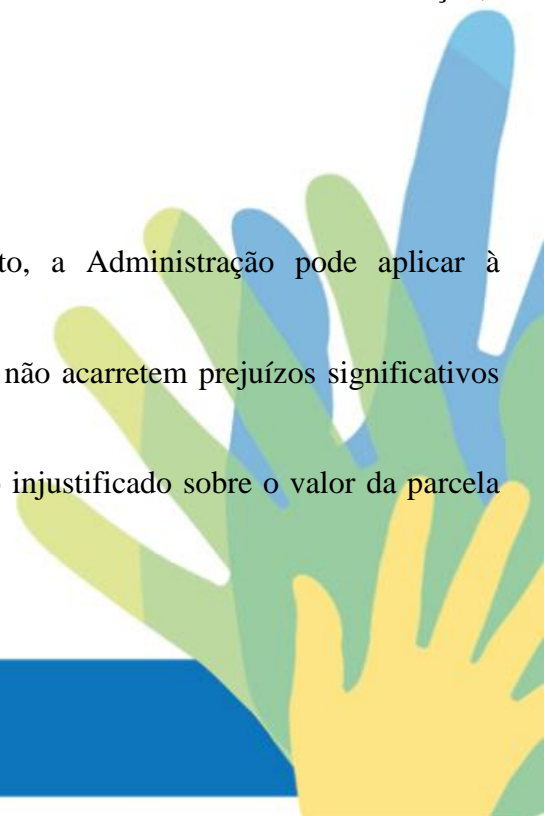 to, a Administração pode aplicar à
não acarretem prejuízos significativos
injustificado sobre o valor da parcela